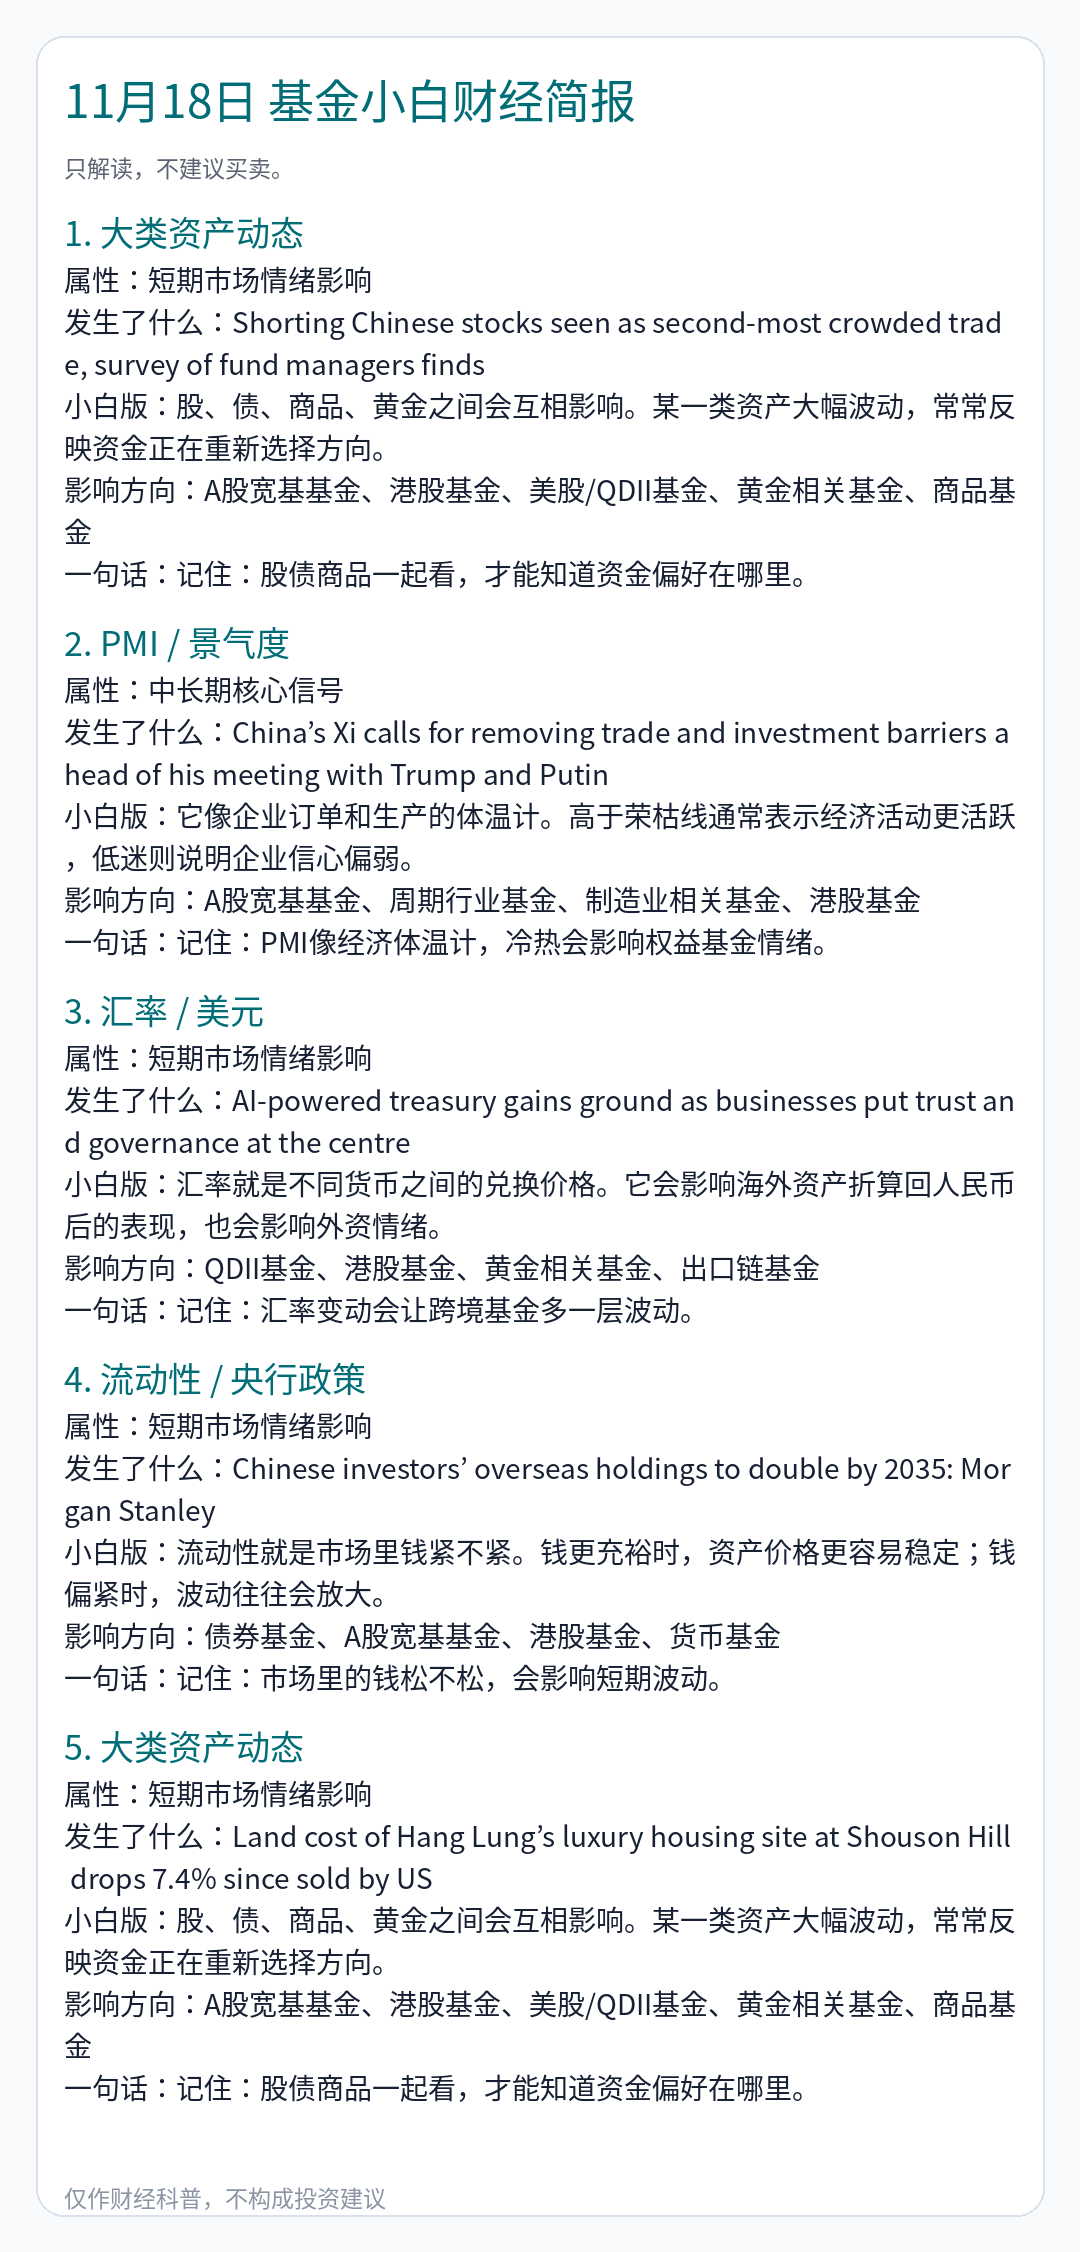 11月18日 基金小白财经简报
只解读，不建议买卖。
1. 大类资产动态
属性：短期市场情绪影响
发生了什么：Shorting Chinese stocks seen as second-most crowded trad
e, survey of fund managers finds
小白版：股、债、商品、黄金之间会互相影响。某一类资产大幅波动，常常反
映资金正在重新选择方向。
影响方向：A股宽基基金、港股基金、美股/QDII基金、黄金相关基金、商品基
金
一句话：记住：股债商品一起看，才能知道资金偏好在哪里。
2. PMI / 景气度
属性：中长期核心信号
发生了什么：China’s Xi calls for removing trade and investment barriers a
head of his meeting with Trump and Putin
小白版：它像企业订单和生产的体温计。高于荣枯线通常表示经济活动更活跃
，低迷则说明企业信心偏弱。
影响方向：A股宽基基金、周期行业基金、制造业相关基金、港股基金
一句话：记住：PMI像经济体温计，冷热会影响权益基金情绪。
3. 汇率 / 美元
属性：短期市场情绪影响
发生了什么：AI-powered treasury gains ground as businesses put trust an
d governance at the centre
小白版：汇率就是不同货币之间的兑换价格。它会影响海外资产折算回人民币
后的表现，也会影响外资情绪。
影响方向：QDII基金、港股基金、黄金相关基金、出口链基金
一句话：记住：汇率变动会让跨境基金多一层波动。
4. 流动性 / 央行政策
属性：短期市场情绪影响
发生了什么：Chinese investors’ overseas holdings to double by 2035: Mor
gan Stanley
小白版：流动性就是市场里钱紧不紧。钱更充裕时，资产价格更容易稳定；钱
偏紧时，波动往往会放大。
影响方向：债券基金、A股宽基基金、港股基金、货币基金
一句话：记住：市场里的钱松不松，会影响短期波动。
5. 大类资产动态
属性：短期市场情绪影响
发生了什么：Land cost of Hang Lung’s luxury housing site at Shouson Hill
drops 7.4% since sold by US
小白版：股、债、商品、黄金之间会互相影响。某一类资产大幅波动，常常反
映资金正在重新选择方向。
影响方向：A股宽基基金、港股基金、美股/QDII基金、黄金相关基金、商品基
金
一句话：记住：股债商品一起看，才能知道资金偏好在哪里。
仅作财经科普，不构成投资建议